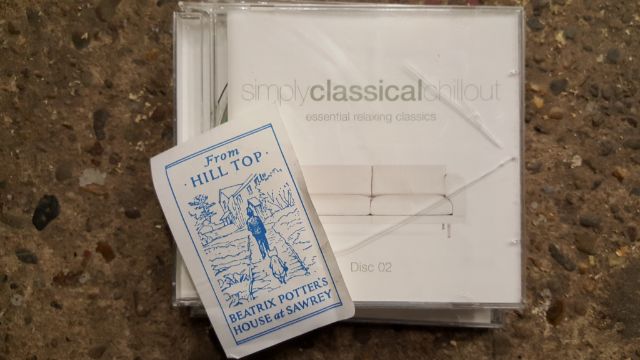 simplyclassicalchillout
essential relaxing classics
Disc 02
From
· HILL TOP ·
BEATRIX POTTER'S
HOUSE at SAWREY